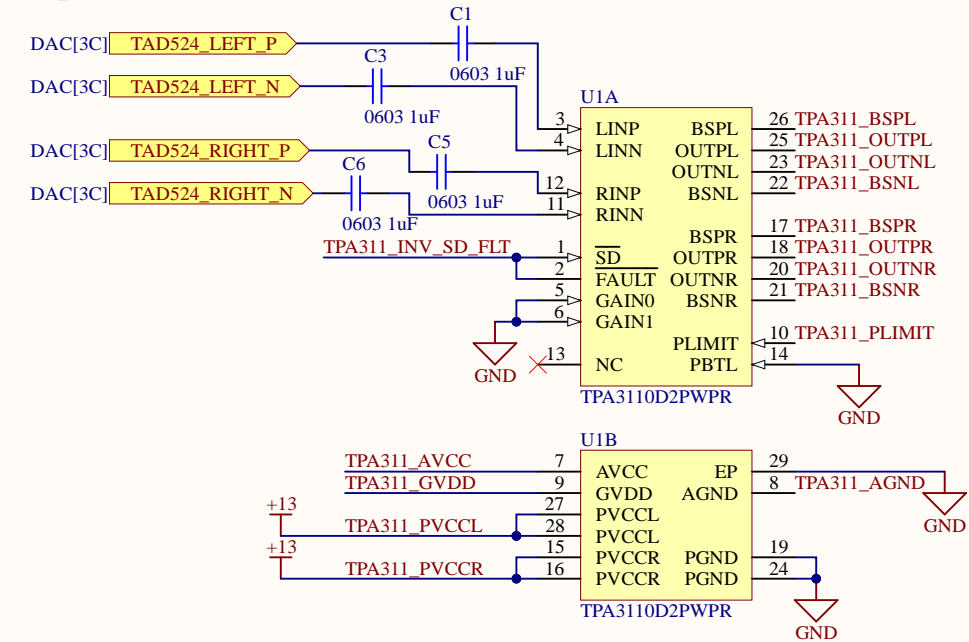 C1
DAC[3C] TAD524_LEFT_P
0603 1uF
C3
DAC[3C] TAD524_LEFT_N
0603 1uF
DAC[3C] TAD524_RIGHT_P
C5
0603 1uF
DAC[3C] TAD524_RIGHT_N
C6
0603 1uF
TPA311_INV_SD_FLT
GND
U1A
3 LINP BSPL 26 TPA311_BSPL
4 LINN OUTPL 25 TPA311_OUTPL
OUTNL 23 TPA311_OUTNL
12 RINP BSNL 22 TPA311_BSNL
11 RINN
BSPR 17 TPA311_BSPR
1 SD OUTPR 18 TPA311_OUTPR
2 FAULT OUTNR 20 TPA311_OUTNR
5 GAIN0 BSNR 21 TPA311_BSNR
6 GAIN1
PLIMIT 10 TPA311_PLIMIT
13 NC PBTL 14
TPA3110D2PWPR
GND
U1B
TPA311_AVCC 7 AVCC EP 29
TPA311_GVDD 9 GVDD AGND 8 TPA311_AGND
GND
27 PVCCL
+13
TPA311_PVCCL 28 PVCCL
+13
15 PVCCR PGND 19
TPA311_PVCCR 16 PVCCR PGND 24
TPA3110D2PWPR
GND